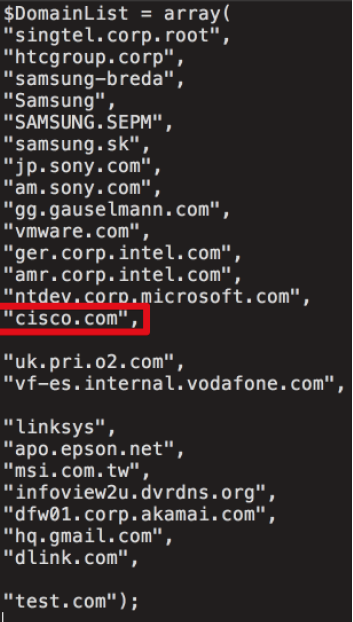 $DomainList = array(
"singtel.corp.root",
"htcgroup.corp",
"samsung-breda",
"Samsung",
"SAMSUNG.SEPM",
"samsung.sk",
"jp.sony.com",
"am.sony.com",
"gg.gauselmann.com",
"vmware.com",
"ger.corp.intel.com",
"amr.corp.intel.com",
"ntdev.corp.microsoft.com",
"cisco.com",
"uk.pri.o2.com",
"vf-es.internal.vodafone.com",
"linksys",
"apo.epson.net",
"msi.com.tw",
"infoview2u.dvrdns.org",
"dfw01.corp.akamai.com",
"hq.gmail.com",
"dlink.com",
"test.com");